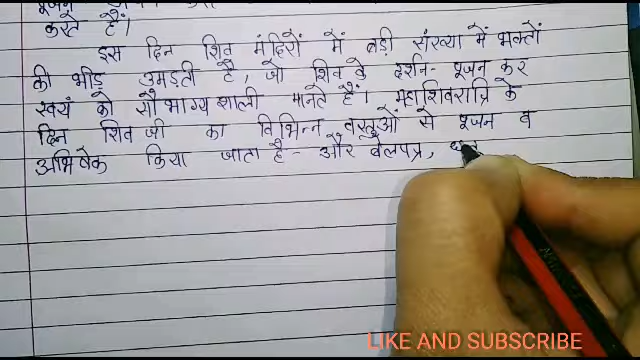 करते हैं।
इस दिन शिव मंदिरों में बड़ी संख्या में भक्तों
की भीड़ उमड़ती है, जो शिव के दर्शन- पूजन कर
स्वयं को सौभाग्यशाली मानते हैं। महाशिवरात्रि के
दिन शिव जी का विभिन्न वस्तुओं से पूजन व
अभिषेक किया जाता है- और बेलपत्र,
LIKE AND SUBSCRIBE